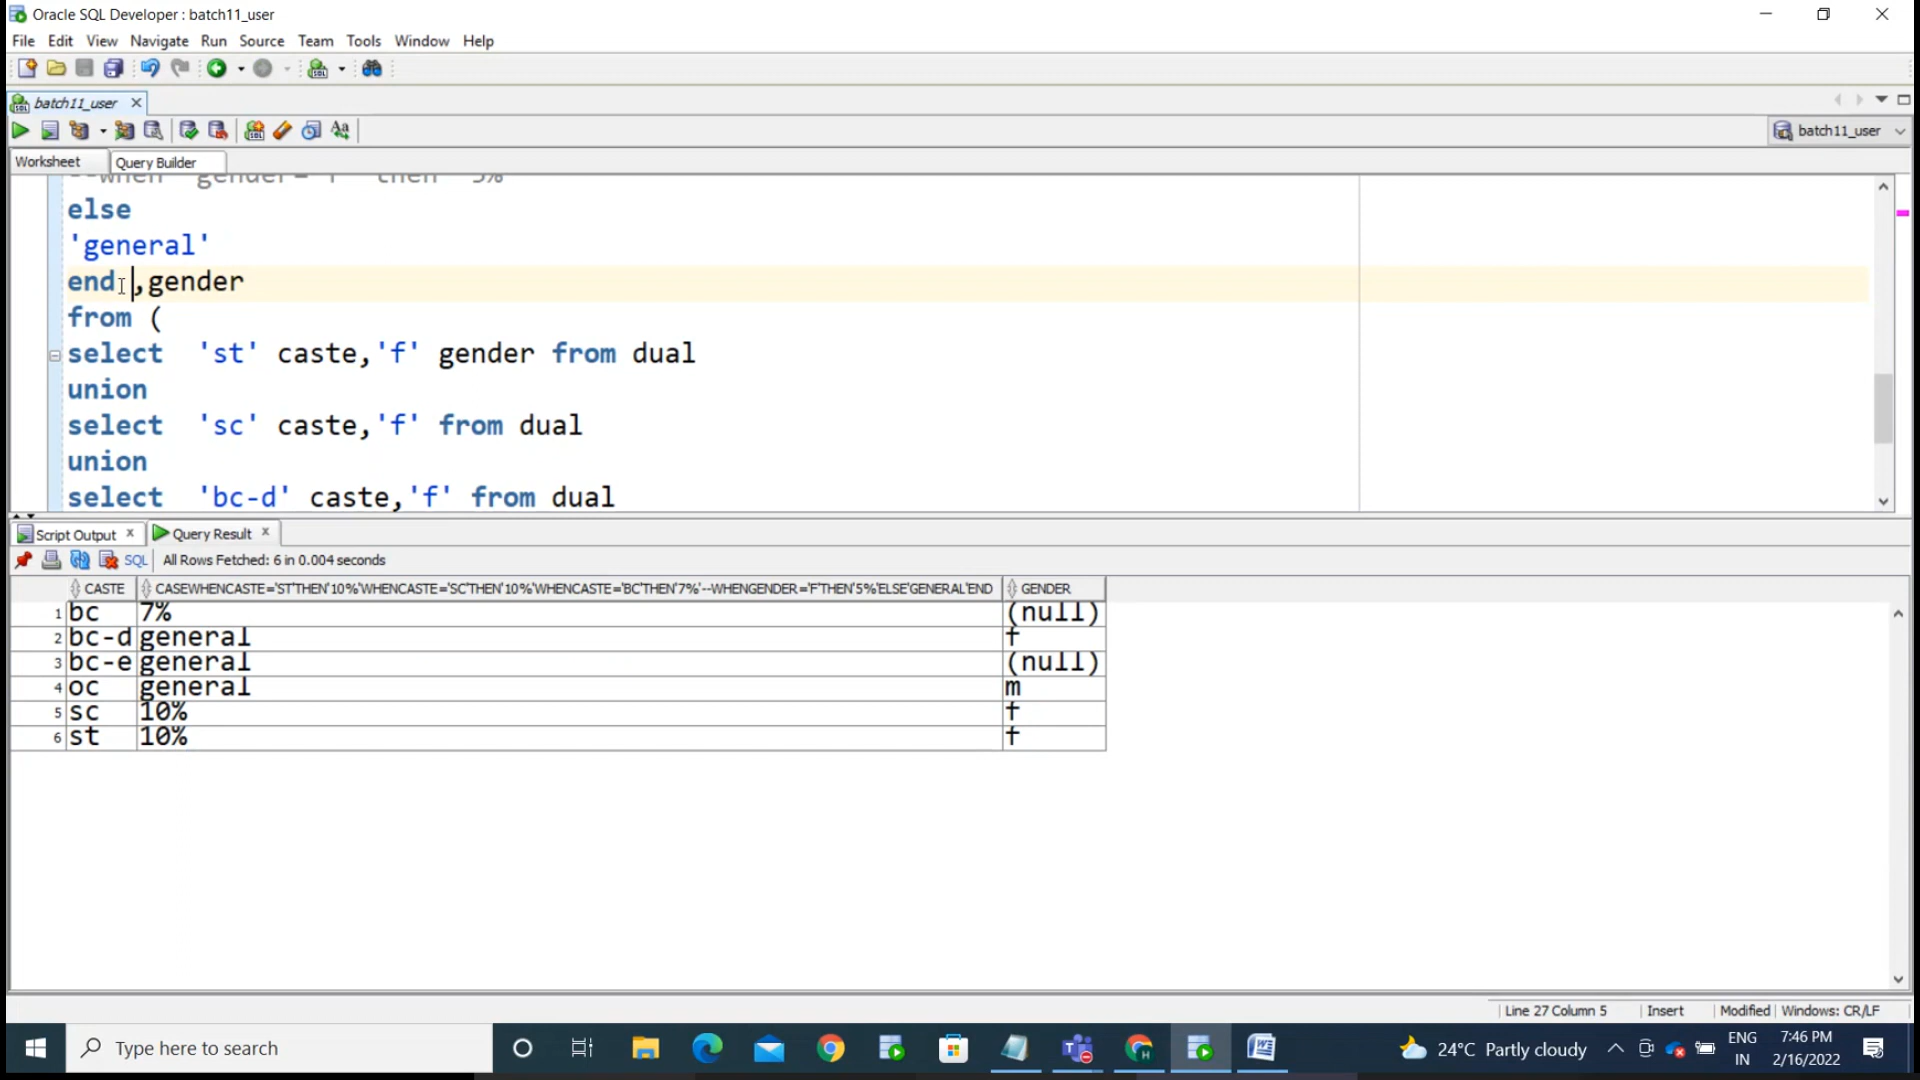 Oracle SQL Developer : batch11_user
File Edit View Navigate Run Source Team Tools Window Help
batch11_user
batch11_user
Worksheet Query Builder
--when gender='f' then '5%'
else
'general'
end ,gender
from (
select 'st' caste,'f' gender from dual
union
select 'sc' caste,'f' from dual
union
select 'bc-d' caste,'f' from dual
Script Output Query Result
SQL All Rows Fetched: 6 in 0.004 seconds
CASTE CASEWHENCASTE='ST'THEN'10%'WHENCASTE='SC'THEN'10%'WHENCASTE='BC'THEN'7%'--WHENGENDER='F'THEN'5%'ELSE'GENERAL'END GENDER
1 bc 7% (null)
2 bc-d general f
3 bc-e general (null)
4 oc general m
5 sc 10% f
6 st 10% f
Line 27 Column 5 Insert Modified Windows: CR/LF
Type here to search
24°C Partly cloudy
ENG
IN
7:46 PM
2/16/2022